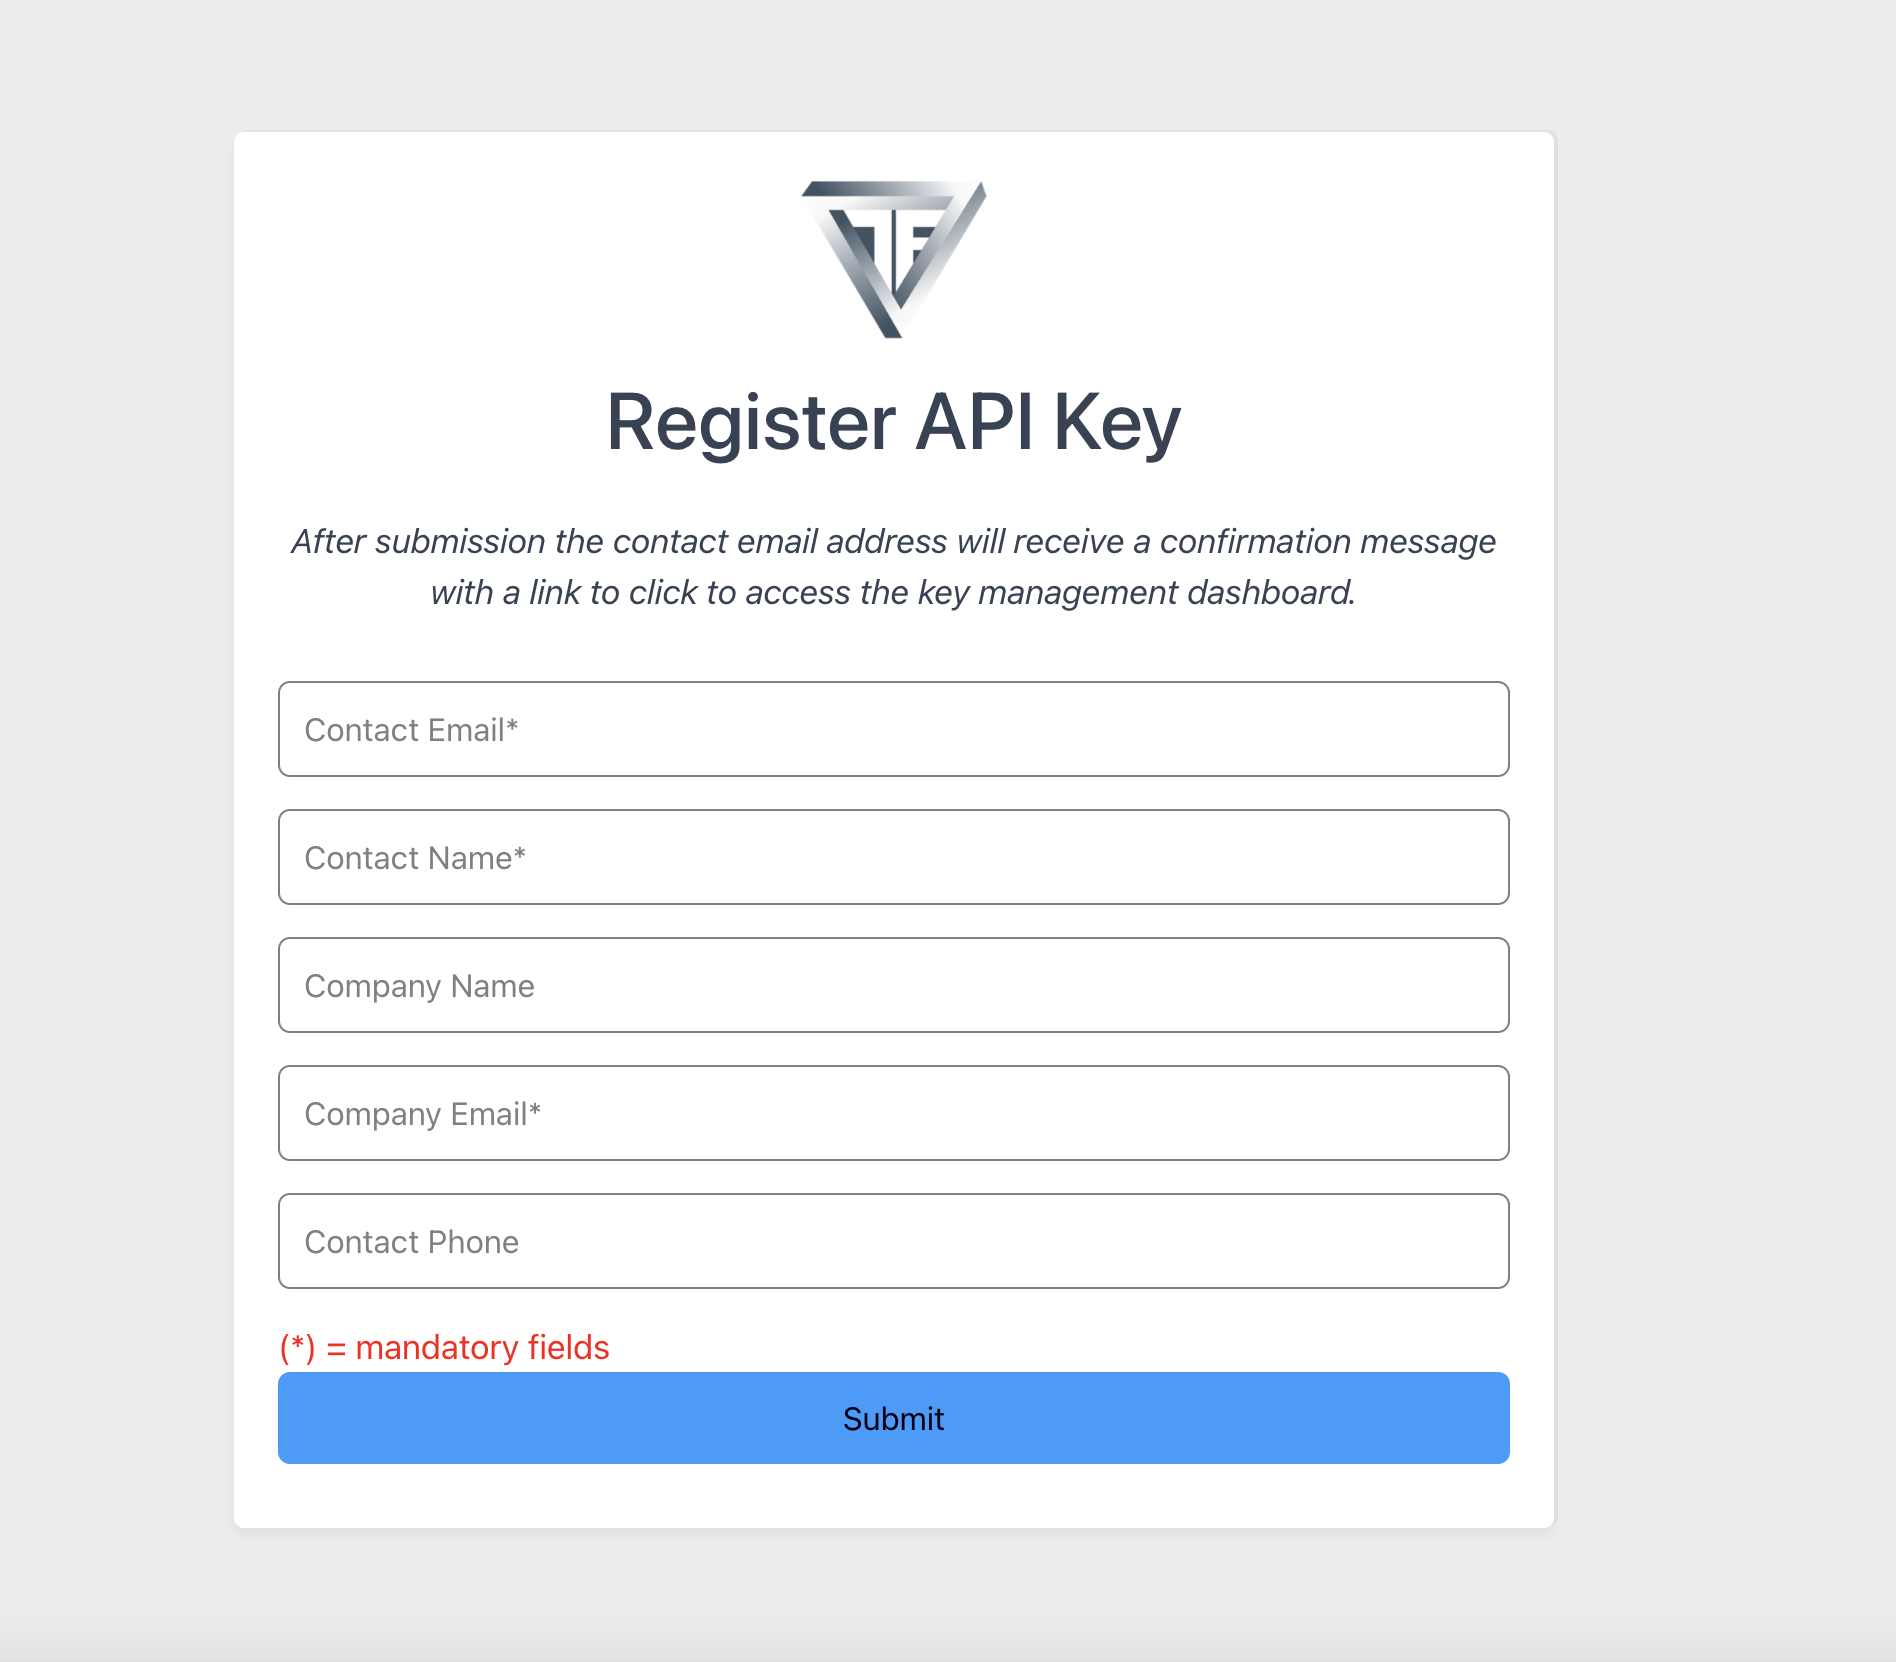 TF
Register API Key
After submission the contact email address will receive a confirmation message
with a link to click to access the key management dashboard.
Contact Email*
Contact Name*
Company Name
Company Email*
Contact Phone
(*) = mandatory fields
Submit